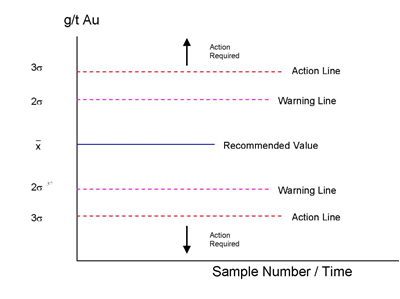 g/t Au
Action
Required
3σ
Action Line
2σ
Warning Line
x̄
Recommended Value
2σ
Warning Line
3σ
Action Line
Action
Required
Sample Number / Time